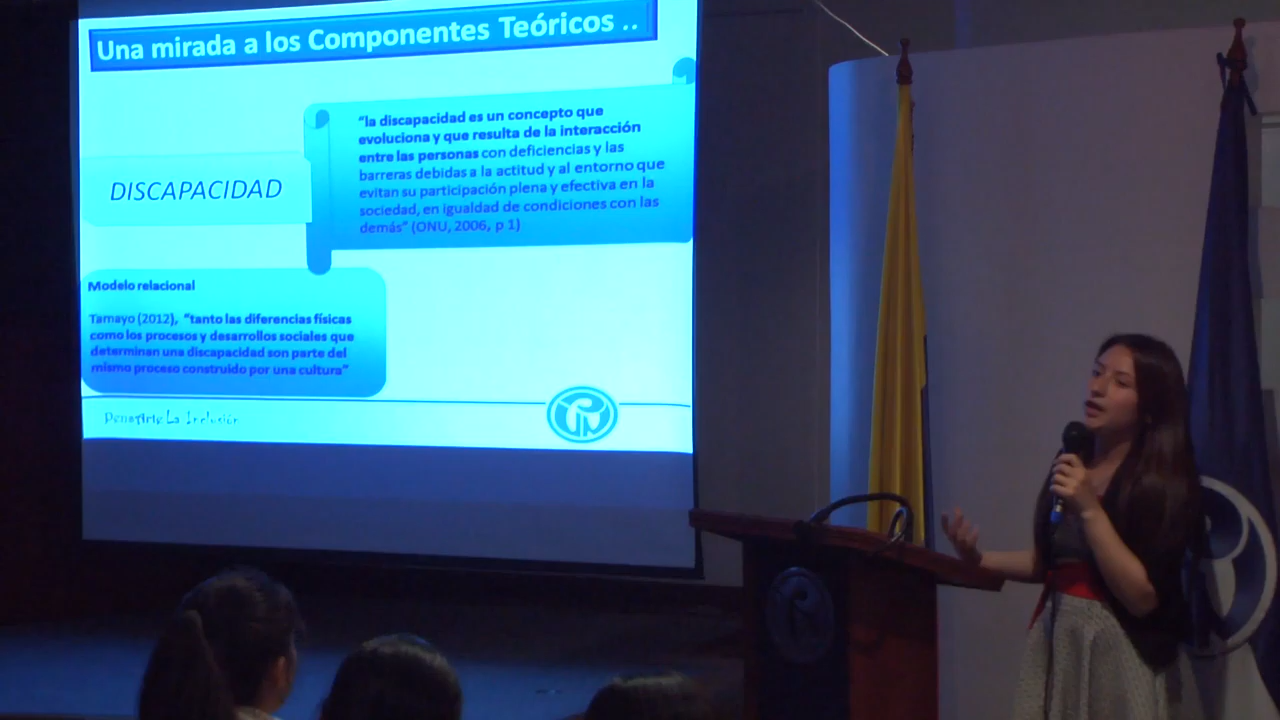 Una mirada a los Componentes Teóricos ..
"la discapacidad es un concepto que
evoluciona y que resulta de la interacción
entre las personas con deficiencias y las
barreras debidas a la actitud y al entorno que
evitan su participación plena y efectiva en la
sociedad, en igualdad de condiciones con las
demás" (ONU, 2006, p 1)
DISCAPACIDAD
Modelo relacional
Tamayo (2012), "tanto las diferencias físicas
como los procesos y desarrollos sociales que
determinan una discapacidad son parte del
mismo proceso construido por una cultura"
PensArte La Inclusión